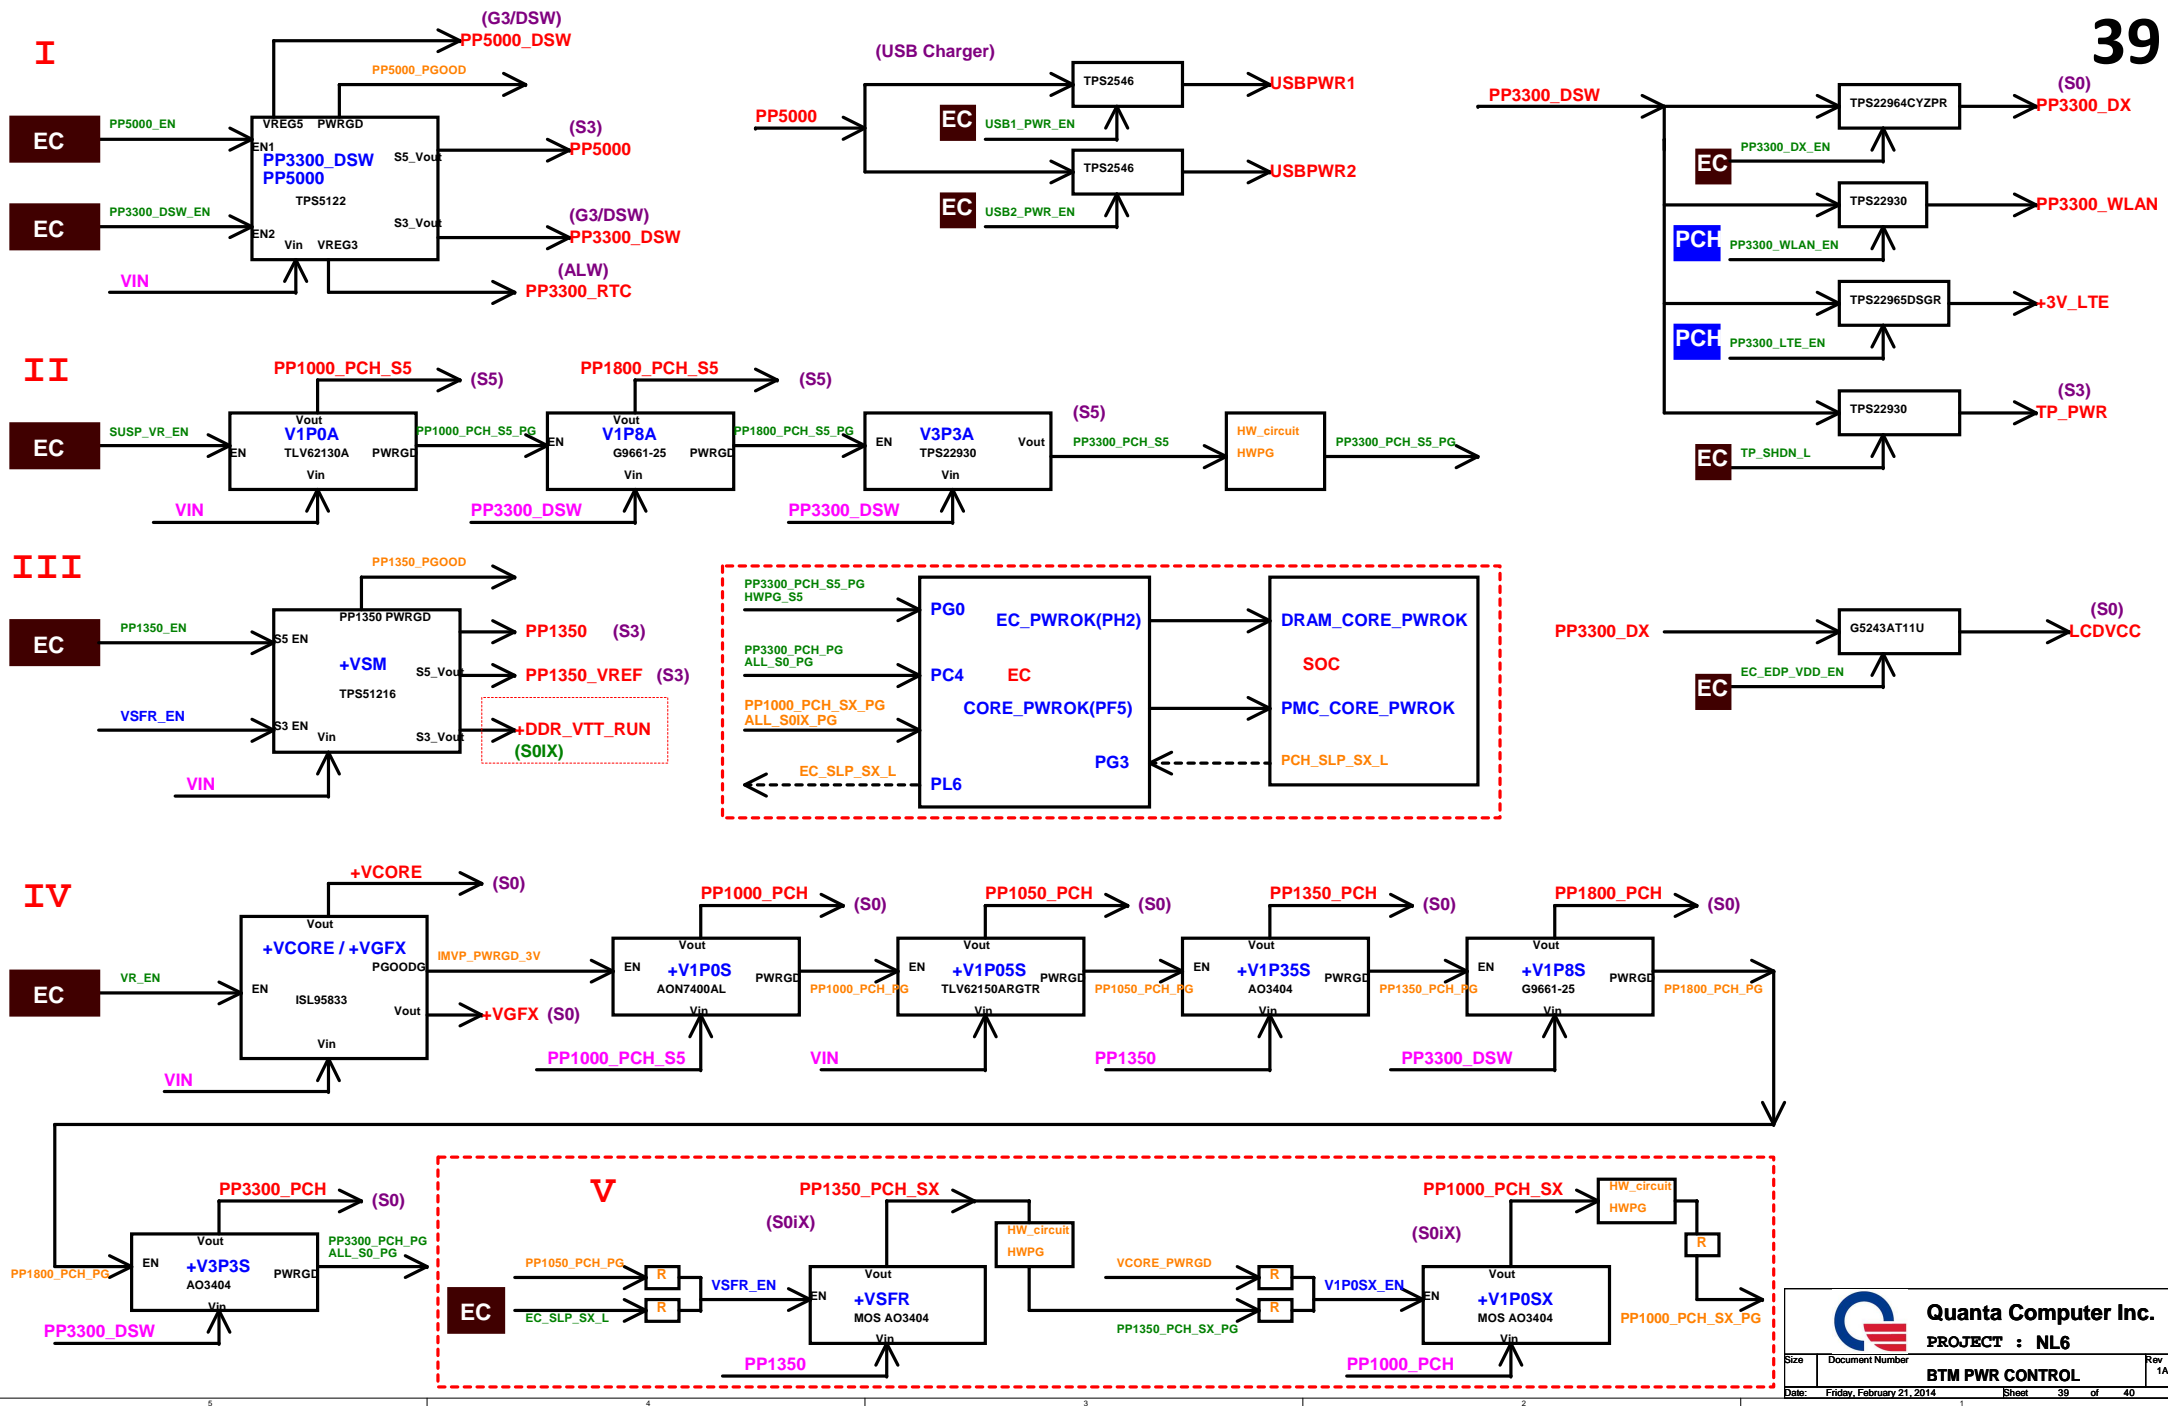 39
I
(G3/DSW)
PP5000_DSW
PP5000_PGOOD
EC
PP5000_EN
VREG5
PWRGD
EN1
PP3300_DSW
PP5000
TPS5122
S5_Vout
(S3)
PP5000
EC
PP3300_DSW_EN
EN2
Vin
VREG3
S3_Vout
(G3/DSW)
PP3300_DSW
VIN
(ALW)
PP3300_RTC
(USB Charger)
PP5000
TPS2546
USBPWR1
EC
USB1_PWR_EN
TPS2546
USBPWR2
EC
USB2_PWR_EN
PP3300_DSW
TPS22964CYZPR
(S0)
PP3300_DX
EC
PP3300_DX_EN
TPS22930
PP3300_WLAN
PCH
PP3300_WLAN_EN
TPS22965DSGR
+3V_LTE
PCH
PP3300_LTE_EN
TPS22930
(S3)
TP_PWR
EC
TP_SHDN_L
II
PP1000_PCH_S5
(S5)
EC
SUSP_VR_EN
Vout
V1P0A
TLV62130A
EN
PWRGD
Vin
VIN
PP1000_PCH_S5_PG
PP1800_PCH_S5
(S5)
Vout
V1P8A
G9661-25
EN
PWRGD
Vin
PP3300_DSW
PP1800_PCH_S5_PG
V3P3A
EN
Vout
TPS22930
Vin
PP3300_DSW
(S5)
PP3300_PCH_S5
HW_circuit
HWPG
PP3300_PCH_S5_PG
III
PP1350_PGOOD
EC
PP1350_EN
PP1350 PWRGD
S5 EN
+VSM
TPS51216
S5_Vout
S3 EN
Vin
S3_Vout
VSFR_EN
VIN
PP1350
(S3)
PP1350_VREF
(S3)
+DDR_VTT_RUN
(S0IX)
PP3300_PCH_S5_PG
HWPG_S5
PG0
EC_PWROK(PH2)
DRAM_CORE_PWROK
PP3300_PCH_PG
ALL_S0_PG
PC4
EC
SOC
PP1000_PCH_SX_PG
ALL_S0IX_PG
CORE_PWROK(PF5)
PMC_CORE_PWROK
EC_SLP_SX_L
PL6
PG3
PCH_SLP_SX_L
PP3300_DX
G5243AT11U
(S0)
LCDVCC
EC
EC_EDP_VDD_EN
IV
+VCORE
(S0)
EC
VR_EN
Vout
+VCORE / +VGFX
PGOODG
EN
ISL95833
Vout
Vin
VIN
+VGFX
(S0)
IMVP_PWRGD_3V
PP1000_PCH
(S0)
Vout
EN
+V1P0S
PWRGD
AON7400AL
Vin
PP1000_PCH_S5
PP1000_PCH_PG
PP1050_PCH
(S0)
Vout
EN
+V1P05S
PWRGD
TLV62150ARGTR
Vin
VIN
PP1050_PCH_PG
PP1350_PCH
(S0)
Vout
EN
+V1P35S
PWRGD
AO3404
Vin
PP1350
PP1350_PCH_PG
PP1800_PCH
(S0)
Vout
EN
+V1P8S
PWRGD
G9661-25
Vin
PP3300_DSW
PP1800_PCH_PG
PP3300_PCH
(S0)
PP1800_PCH_PG
Vout
EN
+V3P3S
PWRGD
AO3404
Vin
PP3300_DSW
PP3300_PCH_PG
ALL_S0_PG
V
PP1350_PCH_SX
(S0iX)
HW_circuit
HWPG
PP1050_PCH_PG
R
EC
EC_SLP_SX_L
R
VSFR_EN
Vout
EN
+VSFR
MOS AO3404
Vin
PP1350
PP1000_PCH_SX
(S0iX)
HW_circuit
HWPG
R
VCORE_PWRGD
R
PP1350_PCH_SX_PG
R
V1P0SX_EN
Vout
EN
+V1P0SX
MOS AO3404
Vin
PP1000_PCH
PP1000_PCH_SX_PG
Quanta Computer Inc.
PROJECT : NL6
Size
Document Number
Rev
BTM PWR CONTROL
1A
Date: Friday, February 21, 2014
Sheet 39 of 40
5
4
3
2
1